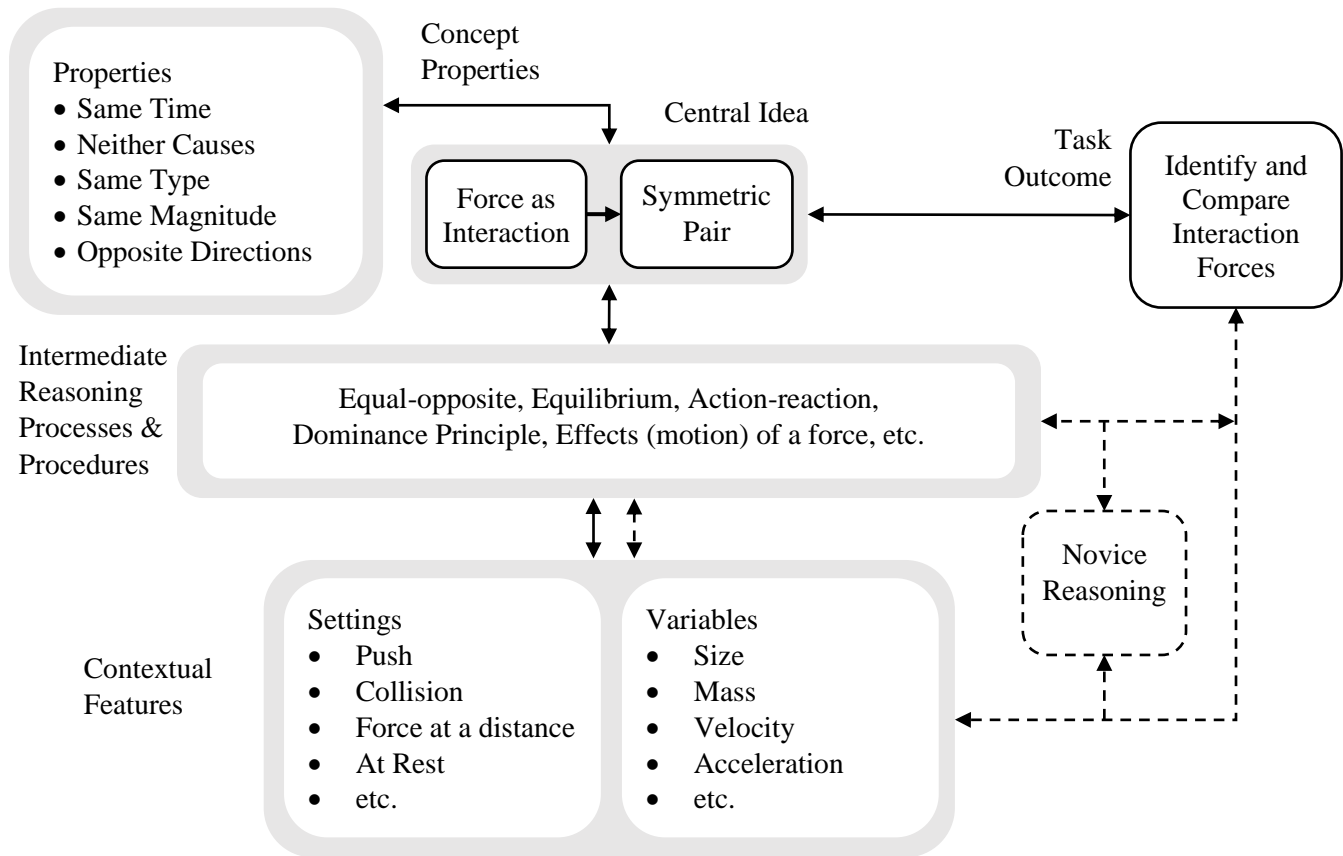 Concept
Properties
Properties
• Same Time
• Neither Causes
• Same Type
• Same Magnitude
• Opposite Directions
Central Idea
Force as
Interaction
Symmetric
Pair
Task
Outcome
Identify and
Compare
Interaction
Forces
Intermediate
Reasoning
Processes &
Procedures
Equal-opposite, Equilibrium, Action-reaction,
Dominance Principle, Effects (motion) of a force, etc.
Novice
Reasoning
Contextual
Features
Settings
• Push
• Collision
• Force at a distance
• At Rest
• etc.
Variables
• Size
• Mass
• Velocity
• Acceleration
• etc.